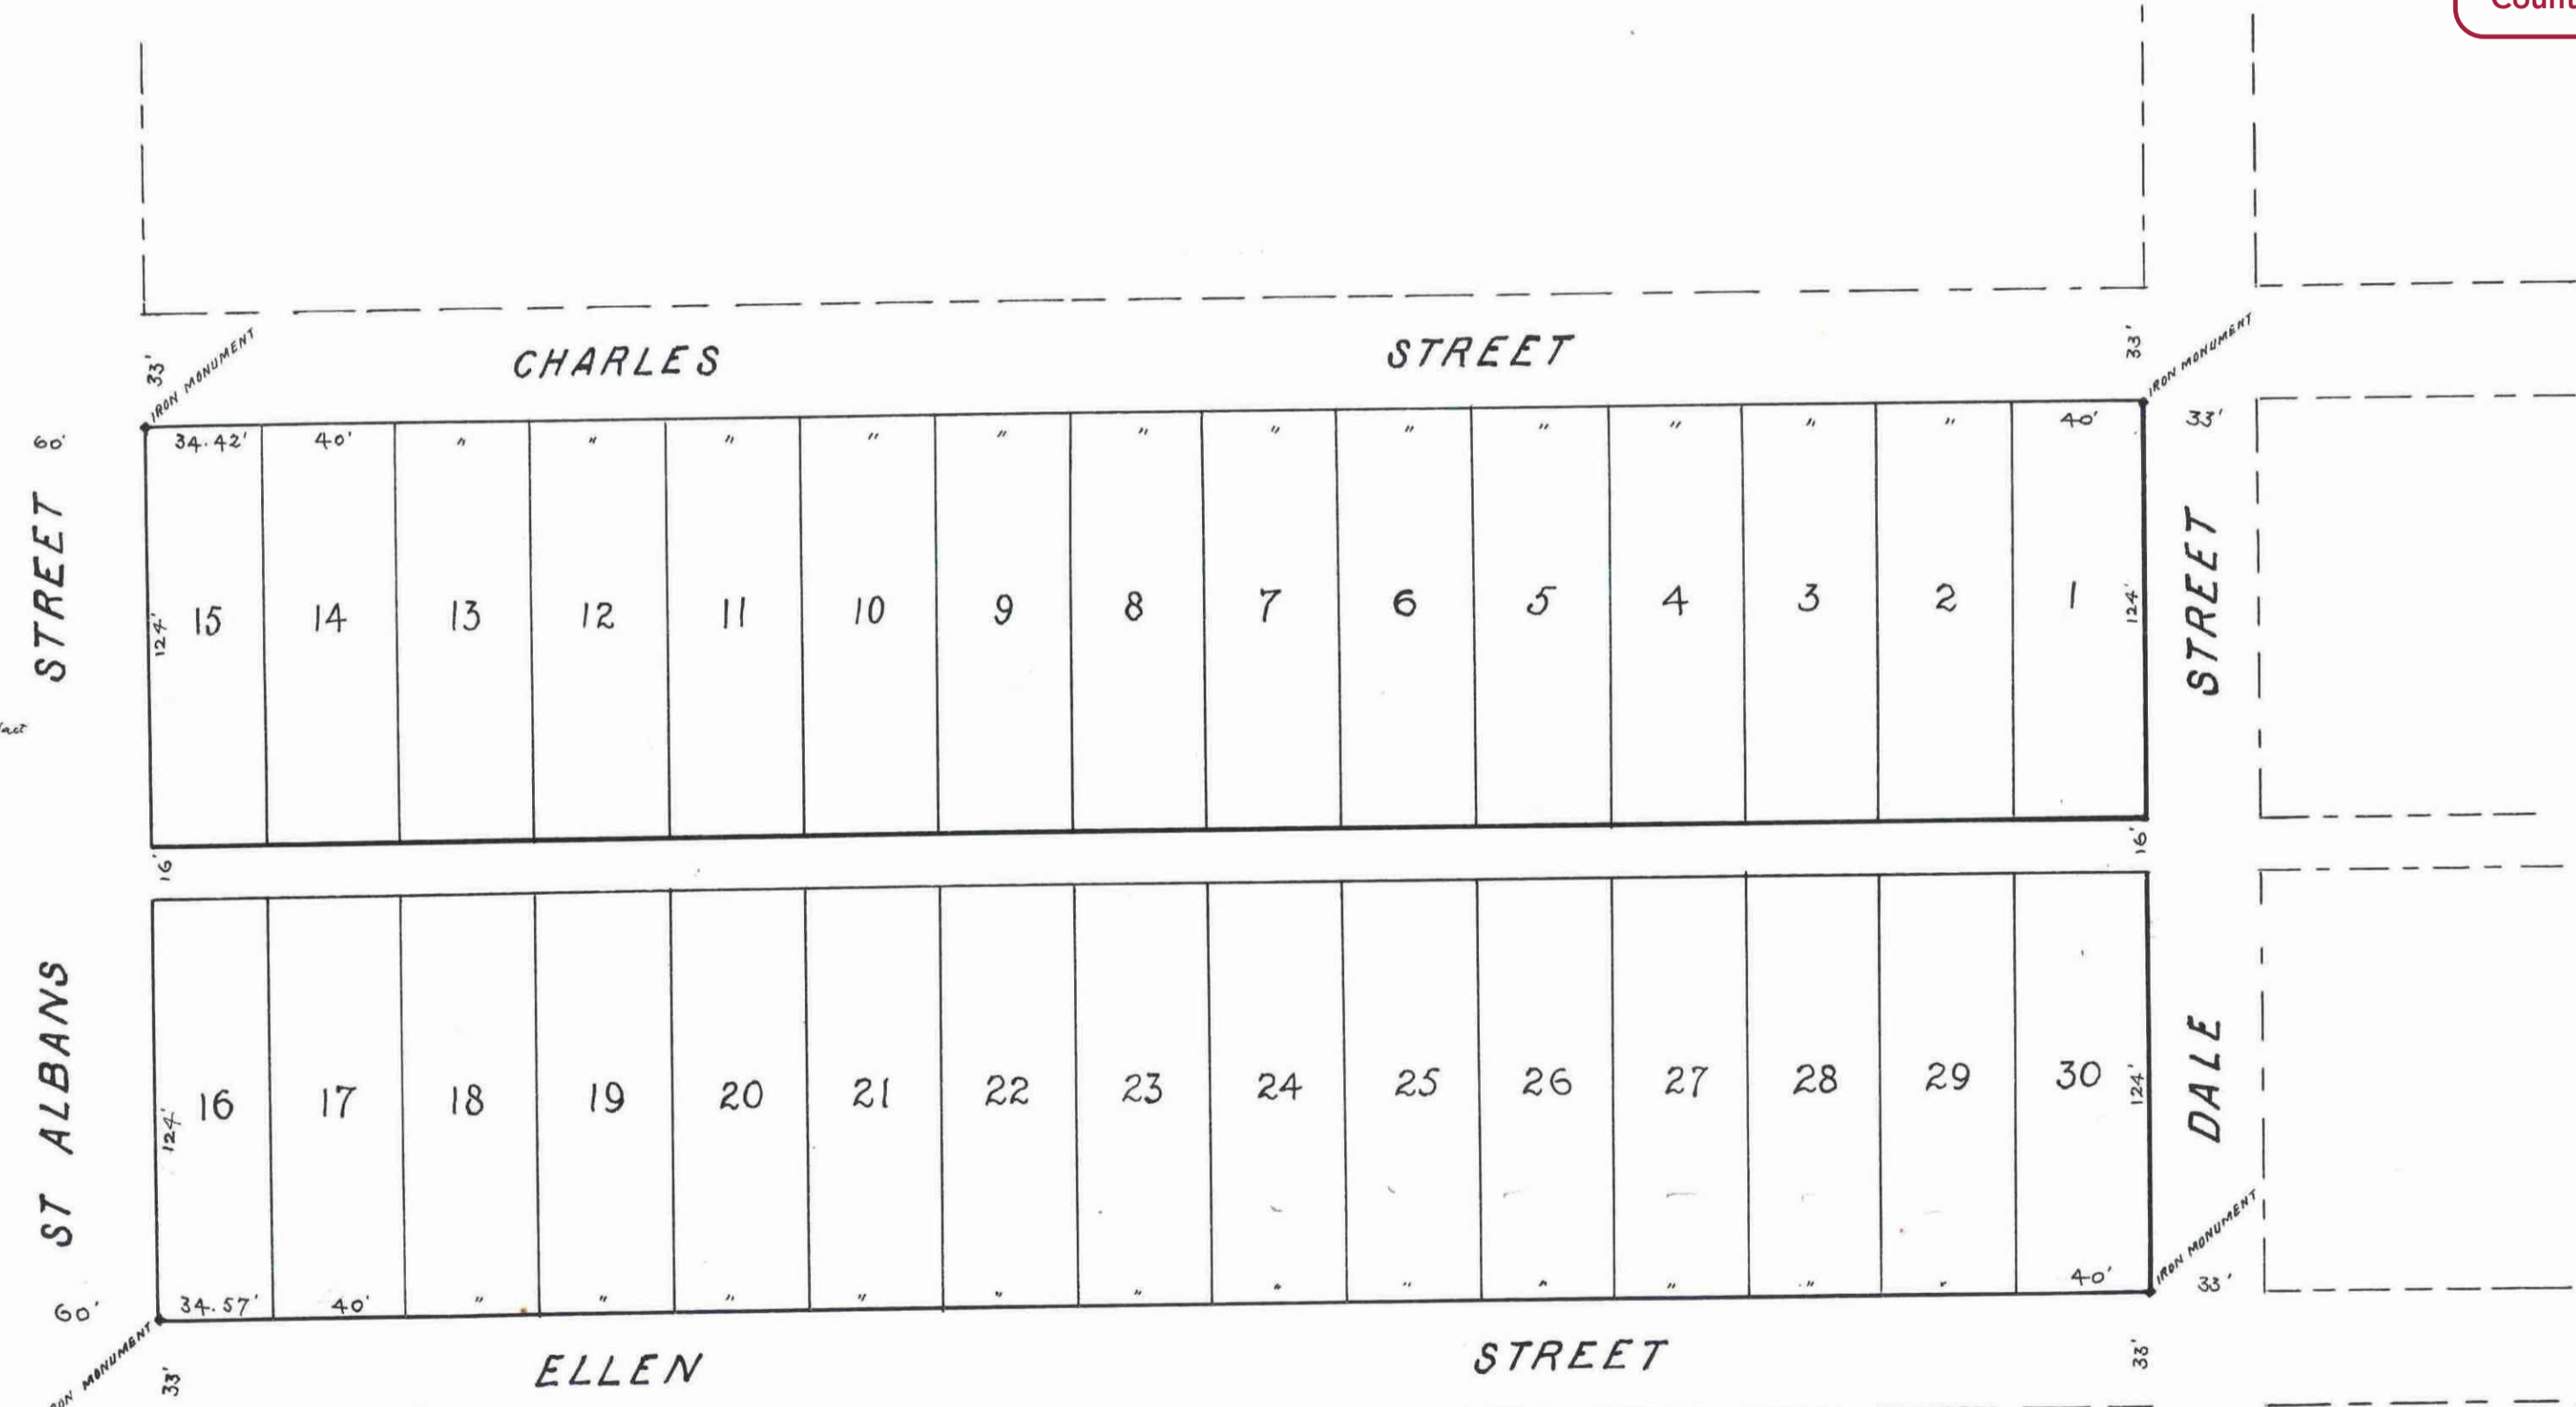 33'
IRON MONUMENT
CHARLES STREET
33'
IRON MONUMENT
60'
34.42' 40' " " " " " " " " " " " " 40'
33'
STREET
124' 15 14 13 12 11 10 9 8 7 6 5 4 3 2 1 124'
STREET
16' 16'
ST ALBANS
124' 16 17 18 19 20 21 22 23 24 25 26 27 28 29 30 124'
DALE
IRON MONUMENT
60'
34.57' 40' " " " " " " " " " " " " 40'
33'
MONUMENT
33'
ELLEN STREET
33'